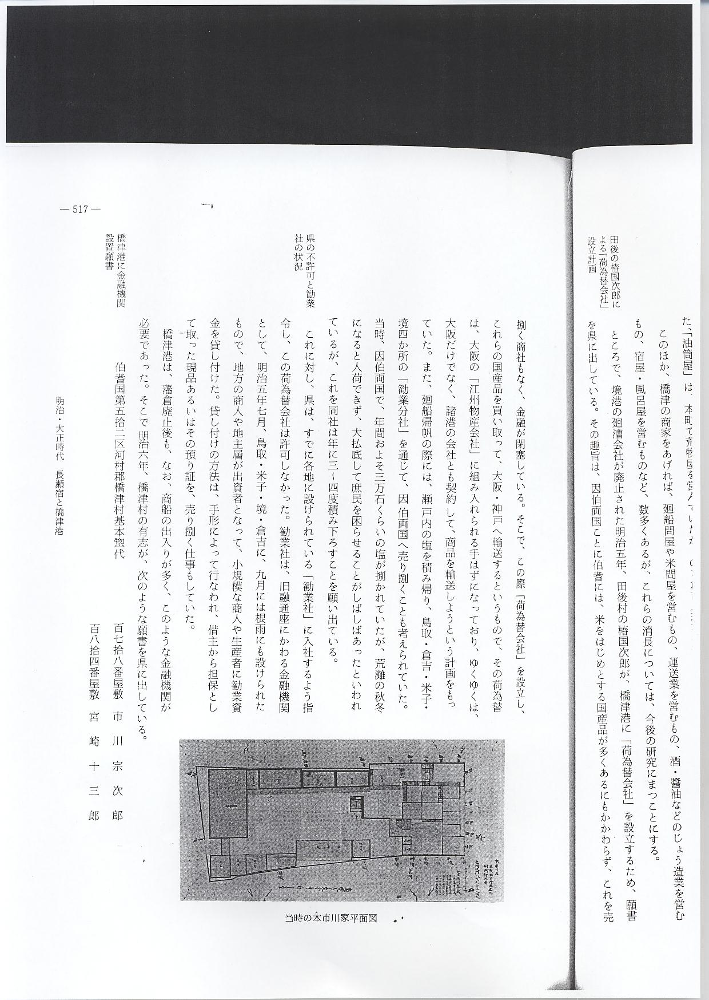 た、「油筒屋」は、本町で荒物屋を営んでいたが
このほか、橋津の商家をあげれば、廻船問屋や米問屋を営むもの、運送業を営むもの、酒・醬油などのじょう造業を営む
もの、宿屋・風呂屋を営むものなど、数多くあるが、これらの消長については、今後の研究にまつことにする。
田後の椿国次郎に
よる「荷為替会社」
設立計画
ところで、境港の廻漕会社が廃止された明治五年、田後村の椿国次郎が、橋津港に「荷為替会社」を設立するため、願書
を県に出している。その趣旨は、因伯両国ことに伯耆には、米をはじめとする国産品が多くあるにもかかわらず、これを売
捌く商社もなく、金融が閉塞している。そこで、この際「荷為替会社」を設立し、
これらの国産品を買い取って、大阪・神戸へ輸送するというもので、その荷為替
は、大阪の「江州物産会社」に組み入れられる手はずになっており、ゆくゆくは、
大阪だけでなく、諸港の会社とも契約して、商品を輸送しようという計画をもっ
ていた。また、廻船帰帆の際には、瀬戸内の塩を積み帰り、鳥取・倉吉・米子・
境四か所の「勧業分社」を通じて、因伯両国へ売り捌くことも考えられていた。
当時、因伯両国で、年間およそ三万石くらいの塩が捌かれていたが、荒灘の秋冬
になると入荷できず、大払底して庶民を困らせることがしばしばあったといわれ
ているが、これを同社は年に三〜四度積み下ろすことを願い出ている。
県の不許可と勧業
社の状況
これに対し、県は、すでに各地に設けられている「勧業社」に入社するよう指
令し、この荷為替会社は許可しなかった。勧業社は、旧融通座にかわる金融機関
として、明治五年七月、鳥取・米子・境・倉吉に、九月には根雨にも設けられた
もので、地方の商人や地主層が出資者となって、小規模な商人や生産者に勧業資
金を貸し付けた。貸し付けの方法は、手形によって行なわれ、借主から担保とし
て取った現品あるいはその預り証を、売り捌く仕事もしていた。
橋津港に金融機関
設置願書
橋津港は、藩倉廃止後も、なお、商船の出入りが多く、このような金融機関が
必要であった。そこで明治六年、橋津村の有志が、次のような願書を県に出している。
伯耆国第五拾二区河村郡橋津村基本惣代
百七拾八番屋敷 市川宗次郎
百八拾四番屋敷 宮崎十三郎
当時の本市川家平面図
明治・大正時代 長瀬宿と橋津港
― 517 ―